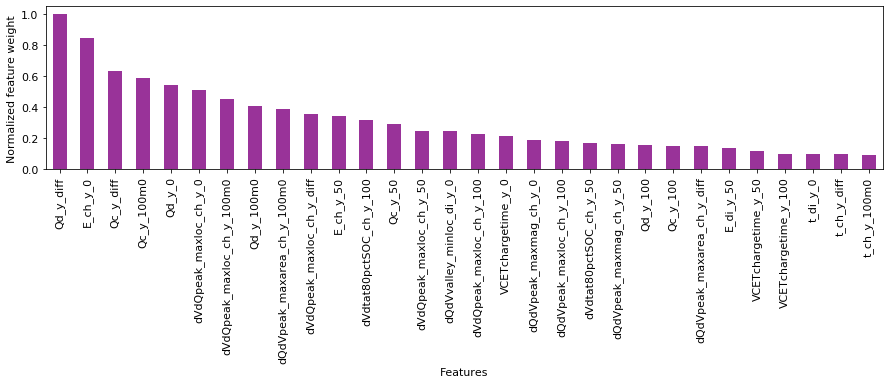 Normalized feature weight
1.0
0.8
0.6
0.4
0.2
0.0
Qd_y_diff
E_ch_y_0
Qc_y_diff
Qc_y_100m0
Qd_y_0
dVdQpeak_maxloc_ch_y_0
dVdQpeak_maxloc_ch_y_100m0
Qd_y_100m0
dQdVpeak_maxarea_ch_y_100m0
dVdQpeak_maxloc_ch_y_diff
E_ch_y_50
dVdtat80pctSOC_ch_y_100
Qc_y_50
dVdQpeak_maxloc_ch_y_50
dQdVvalley_minloc_di_y_0
dVdQpeak_maxloc_ch_y_100
VCETchargetime_y_0
dQdVpeak_maxmag_ch_y_0
dQdVpeak_maxloc_ch_y_100
dVdtat80pctSOC_ch_y_50
dQdVpeak_maxmag_ch_y_50
Qd_y_100
Qc_y_100
dQdVpeak_maxarea_ch_y_diff
E_di_y_50
VCETchargetime_y_50
VCETchargetime_y_100
t_di_y_0
t_ch_y_diff
t_ch_y_100m0
Features